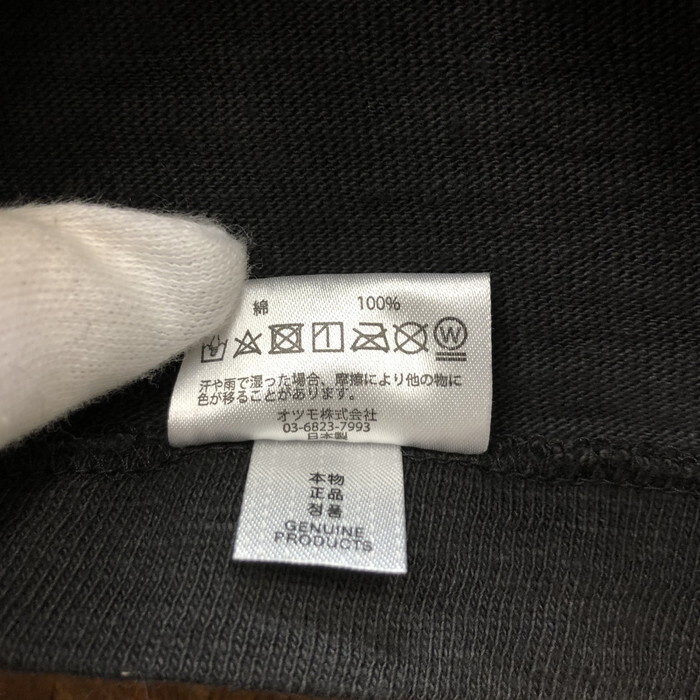 綿 100%
W
汗や雨で湿った場合、摩擦により他の物に
色が移ることがあります。
オツモ株式会社
03-6823-7993
日本製
本物
正品
정품
GENUINE
PRODUCTS